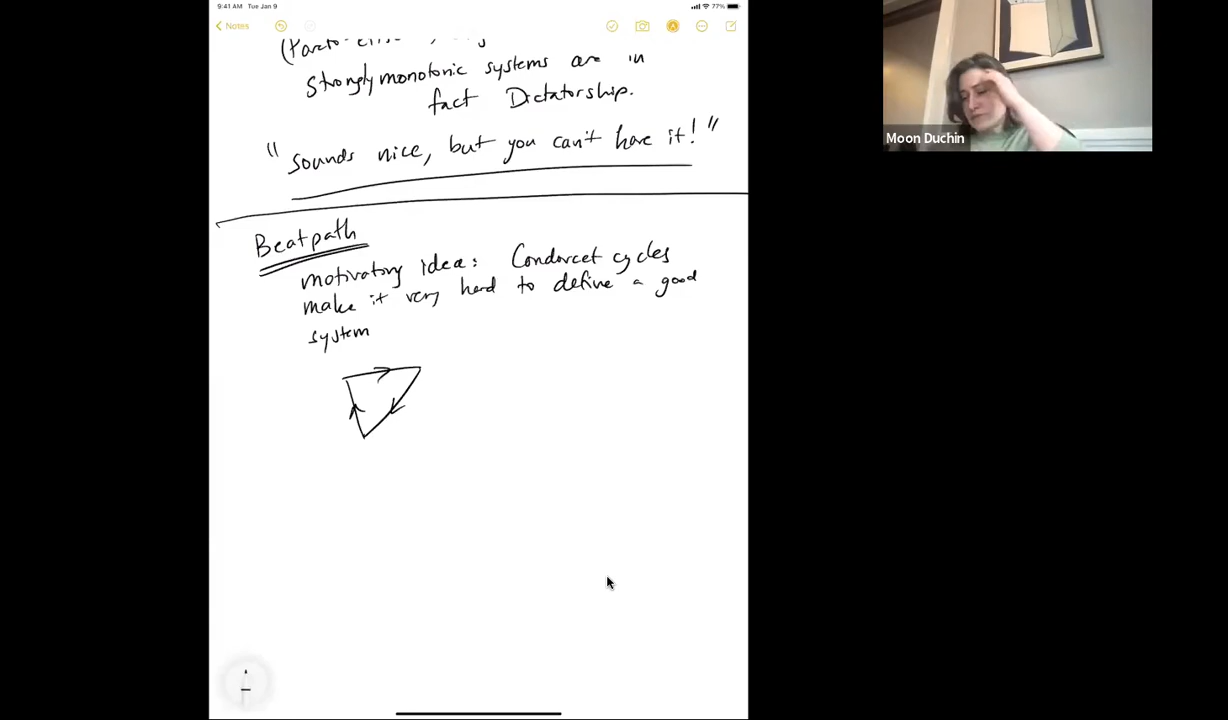 9:41 AM Tue Jan 9
77%
Notes
strongly monotonic systems are in
fact Dictatorship.
"sounds nice, but you can't have it!"
Beatpath
motivating idea: Condorcet cycles
make it very hard to define a good
system
Moon Duchin